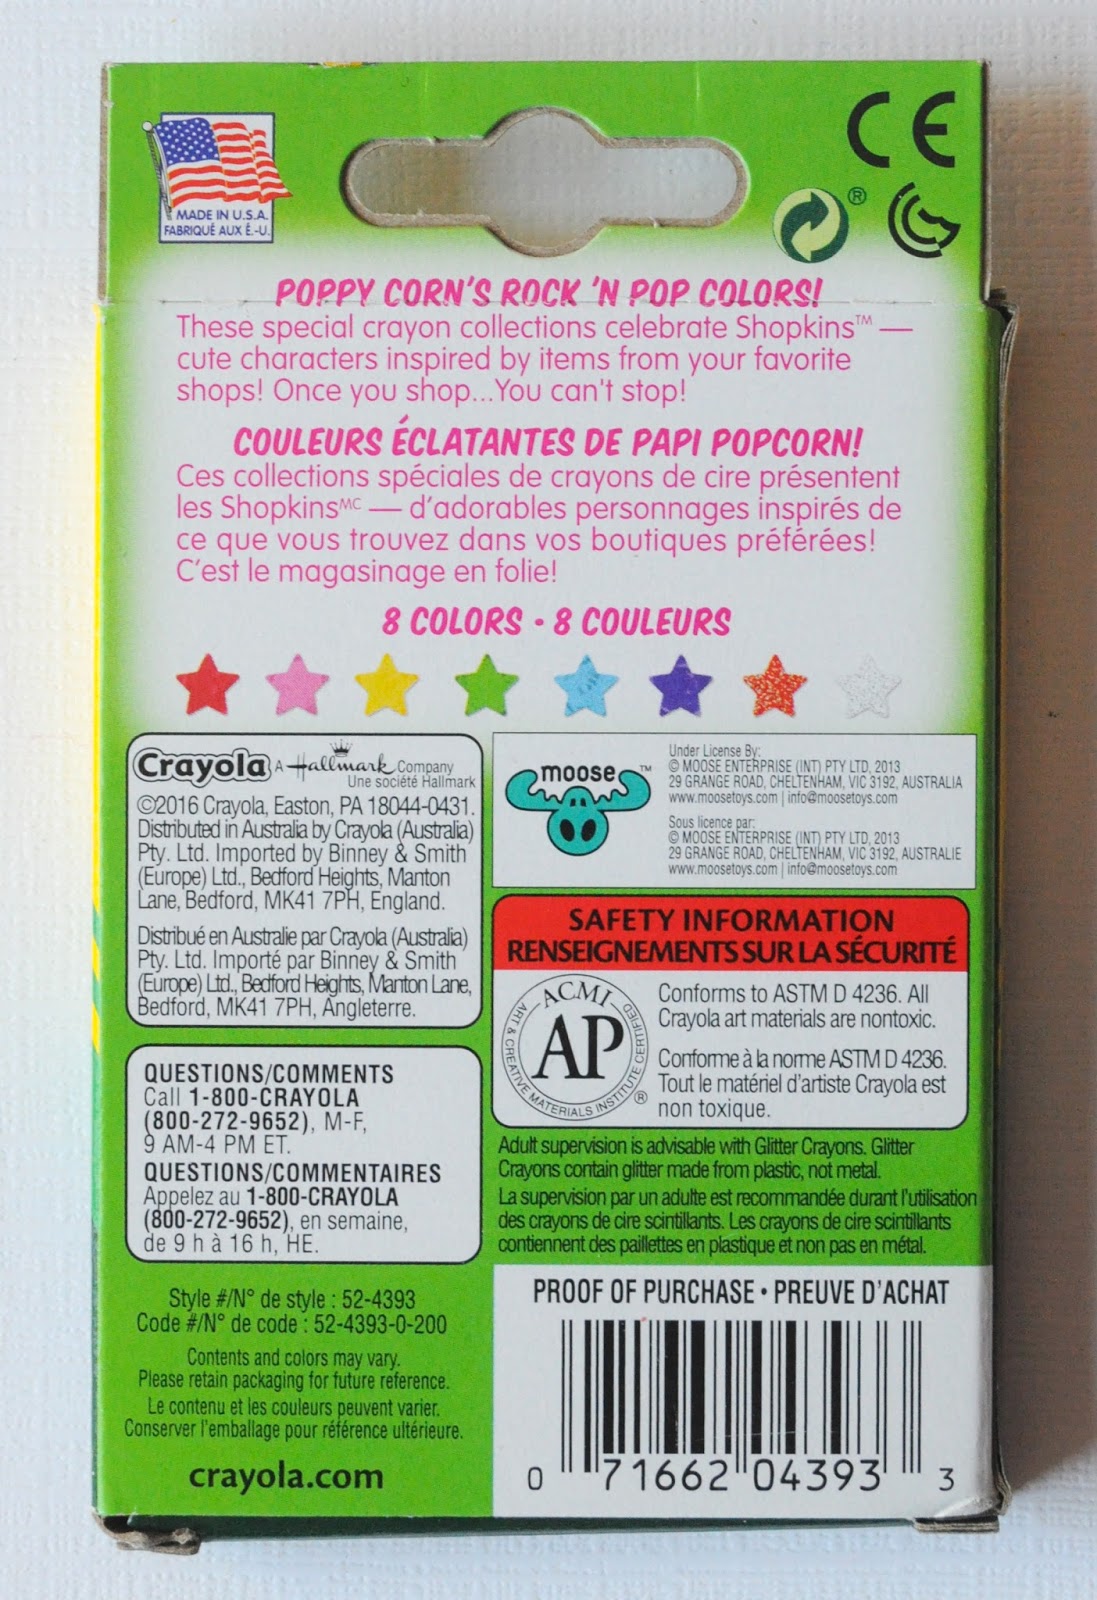 MADE IN U.S.A.
FABRIQUÉ AUX É.-U.
CE
®
POPPY CORN'S ROCK 'N POP COLORS!
These special crayon collections celebrate Shopkins™ —
cute characters inspired by items from your favorite
shops! Once you shop...You can't stop!
COULEURS ÉCLATANTES DE PAPI POPCORN!
Ces collections spéciales de crayons de cire présentent
les Shopkins MC — d'adorables personnages inspirés de
ce que vous trouvez dans vos boutiques préférées!
C'est le magasinage en folie!
8 COLORS • 8 COULEURS
Crayola A Hallmark Company
Une société Hallmark
©2016 Crayola, Easton, PA 18044-0431.
Distributed in Australia by Crayola (Australia)
Pty. Ltd. Imported by Binney & Smith
(Europe) Ltd., Bedford Heights, Manton
Lane, Bedford, MK41 7PH, England.
Distribué en Australie par Crayola (Australia)
Pty. Ltd. Importé par Binney & Smith
(Europe) Ltd., Bedford Heights, Manton Lane,
Bedford, MK41 7PH, Angleterre.
moose™
Under License By:
© MOOSE ENTERPRISE (INT) PTY LTD, 2013
29 GRANGE ROAD, CHELTENHAM, VIC 3192, AUSTRALIA
www.moosetoys.com | info@moosetoys.com
Sous licence par:
© MOOSE ENTERPRISE (INT) PTY LTD, 2013
29 GRANGE ROAD, CHELTENHAM, VIC 3192, AUSTRALIE
www.moosetoys.com | info@moosetoys.com
SAFETY INFORMATION
RENSEIGNEMENTS SUR LA SÉCURITÉ
ACMI
AP
ART & CREATIVE MATERIALS INSTITUTE CERTIFIED
®
Conforms to ASTM D 4236. All
Crayola art materials are nontoxic.
Conforme à la norme ASTM D 4236.
Tout le matériel d'artiste Crayola est
non toxique.
QUESTIONS/COMMENTS
Call 1-800-CRAYOLA
(800-272-9652), M-F,
9 AM-4 PM ET.
QUESTIONS/COMMENTAIRES
Appelez au 1-800-CRAYOLA
(800-272-9652), en semaine,
de 9 h à 16 h, HE.
Adult supervision is advisable with Glitter Crayons. Glitter
Crayons contain glitter made from plastic, not metal.
La supervision par un adulte est recommandée durant l'utilisation
des crayons de cire scintillants. Les crayons de cire scintillants
contiennent des paillettes en plastique et non pas en métal.
Style #/N° de style : 52-4393
Code #/N° de code : 52-4393-0-200
Contents and colors may vary.
Please retain packaging for future reference.
Le contenu et les couleurs peuvent varier.
Conserver l'emballage pour référence ultérieure.
crayola.com
PROOF OF PURCHASE • PREUVE D'ACHAT
0 71662 04393 3